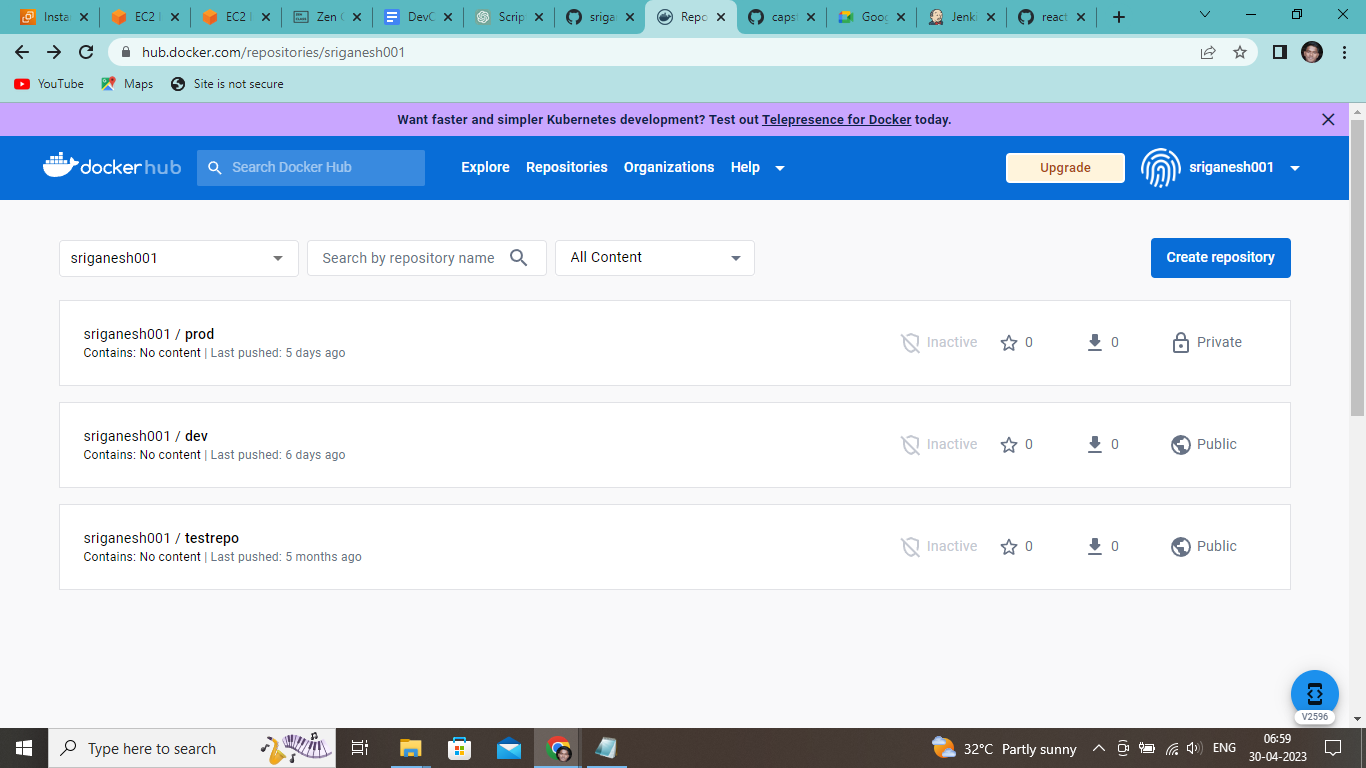 Insta
EC2 I
EC2 I
Zen
DevC
Scrip
sriga
Repo
caps
Goog
Jenki
react
hub.docker.com/repositories/sriganesh001
YouTube
Maps
Site is not secure
Want faster and simpler Kubernetes development? Test out Telepresence for Docker today.
docker hub
Search Docker Hub
Explore
Repositories
Organizations
Help
Upgrade
sriganesh001
sriganesh001
Search by repository name
All Content
Create repository
sriganesh001 / prod
Contains: No content | Last pushed: 5 days ago
Inactive
0
0
Private
sriganesh001 / dev
Contains: No content | Last pushed: 6 days ago
Inactive
0
0
Public
sriganesh001 / testrepo
Contains: No content | Last pushed: 5 months ago
Inactive
0
0
Public
V2596
Type here to search
32°C Partly sunny
ENG
06:59
30-04-2023